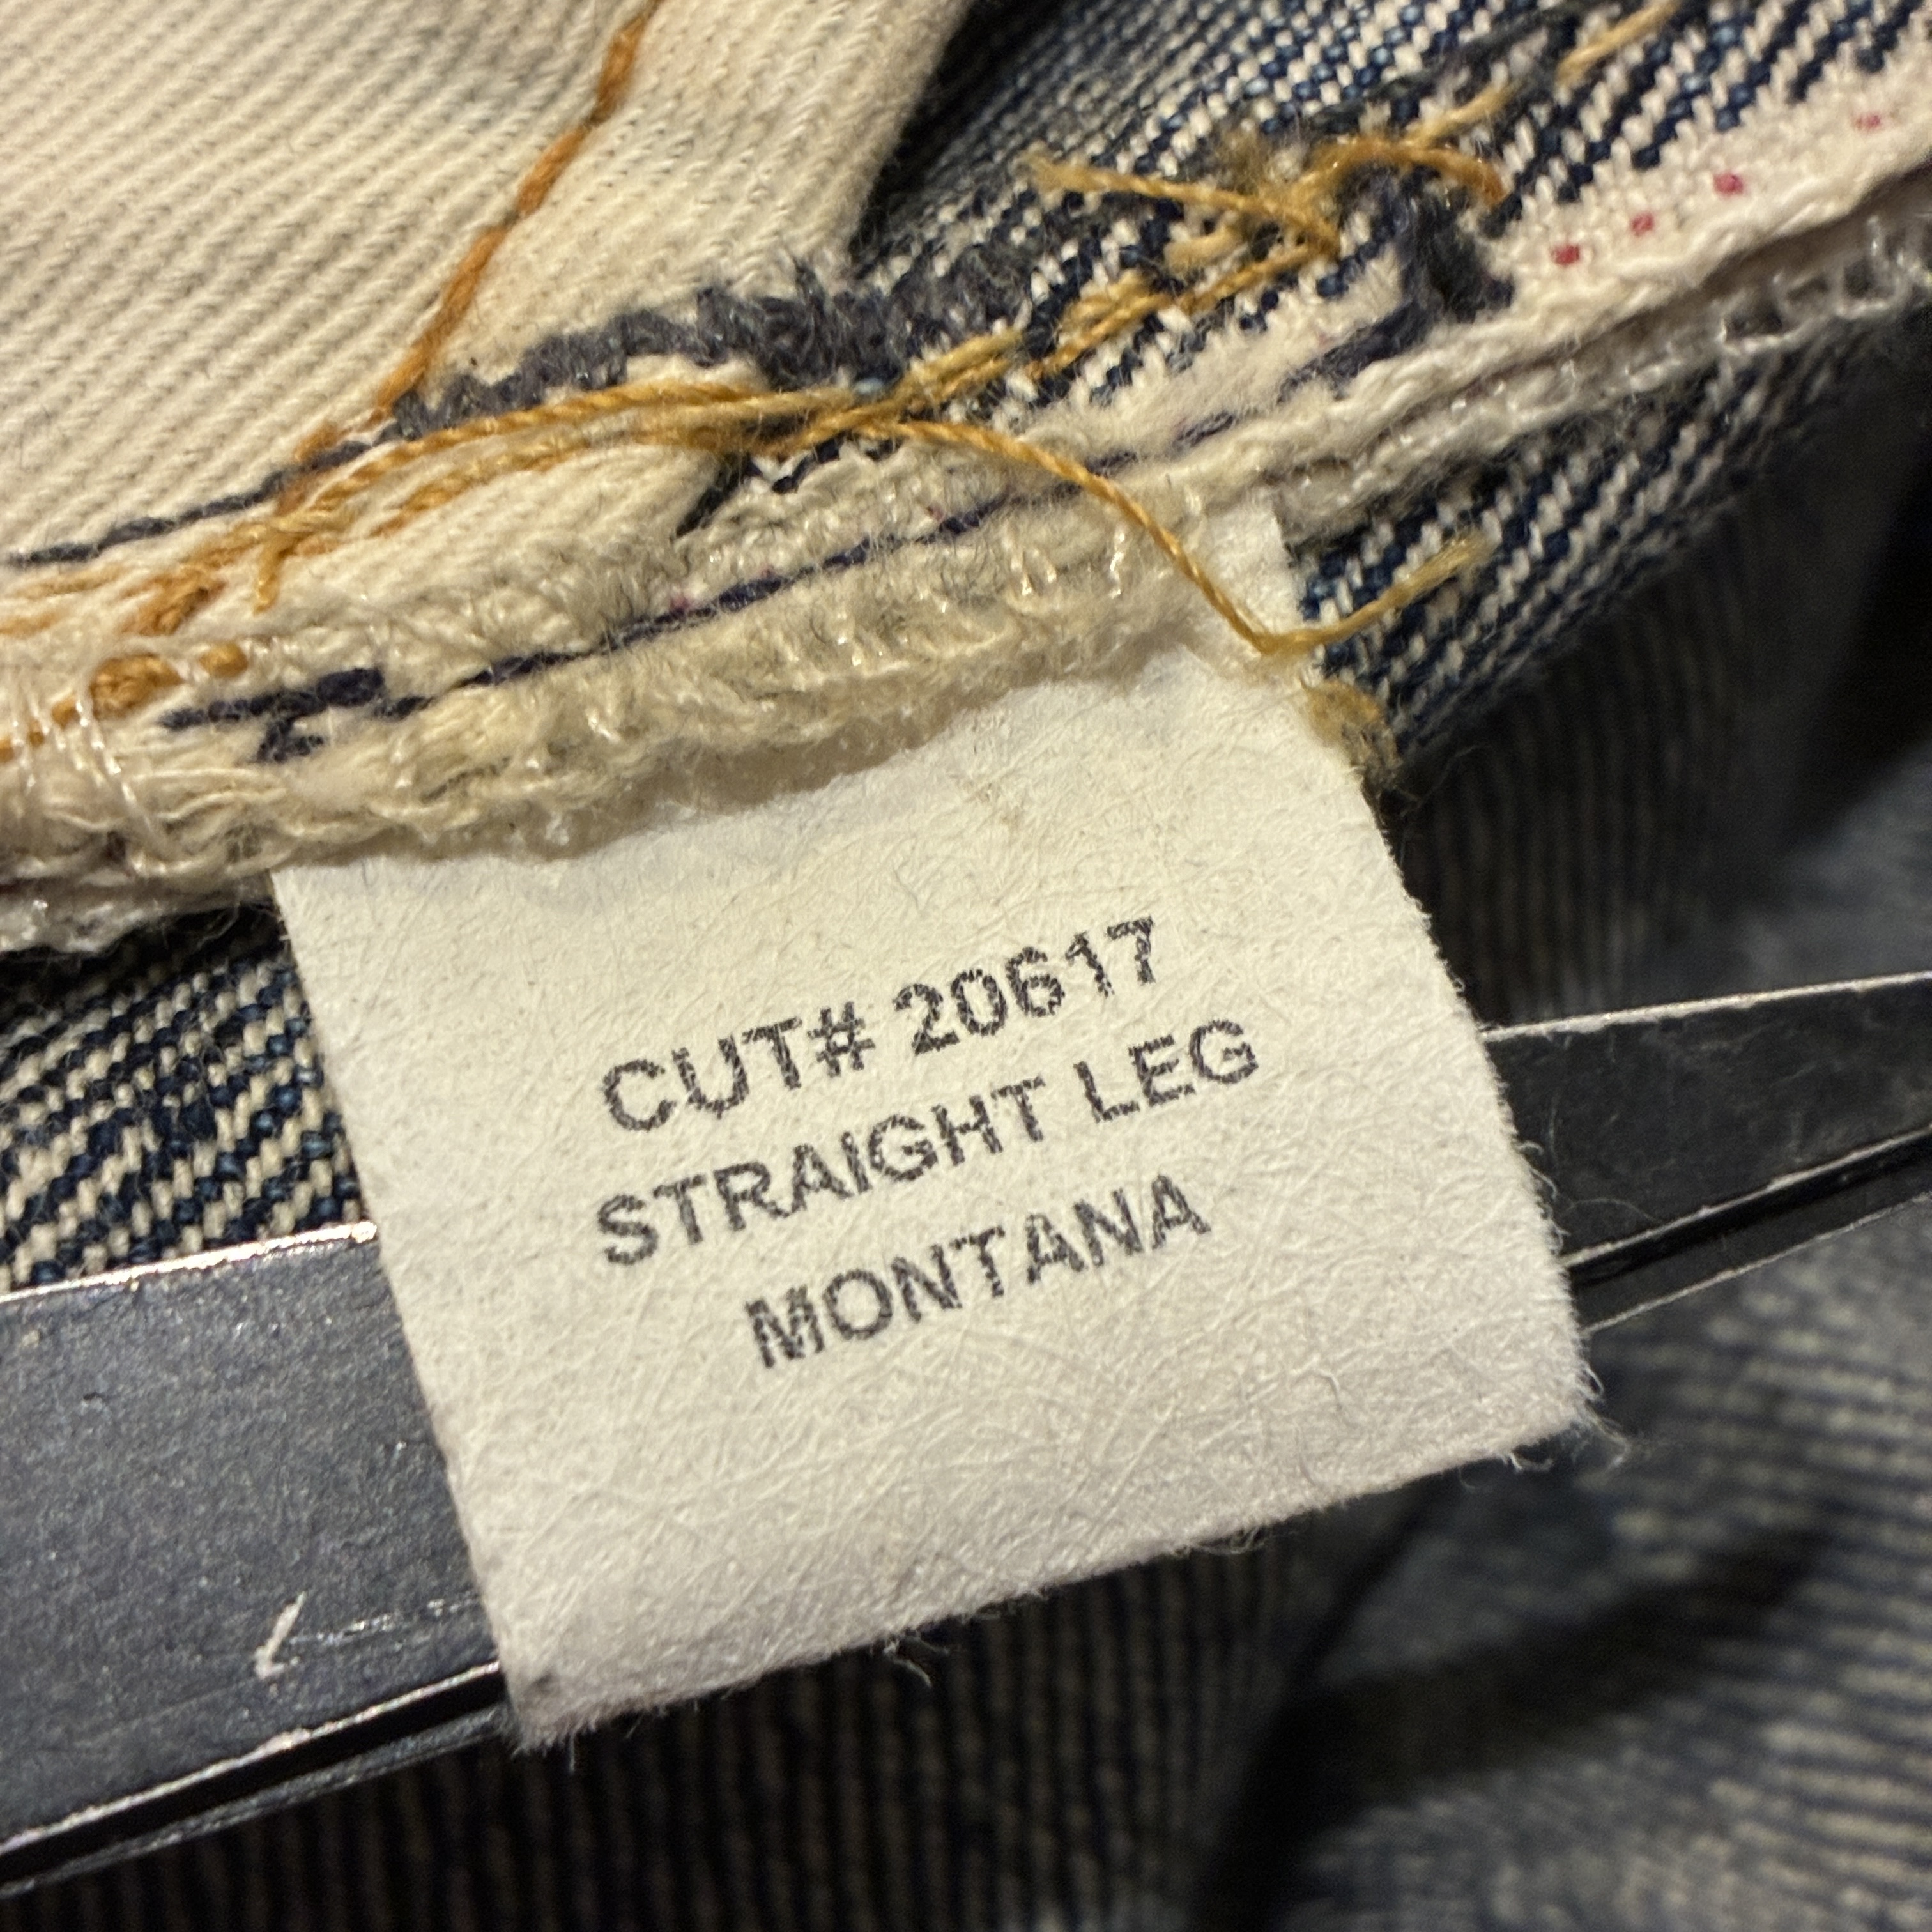 CUT# 20617
STRAIGHT LEG
MONTANA